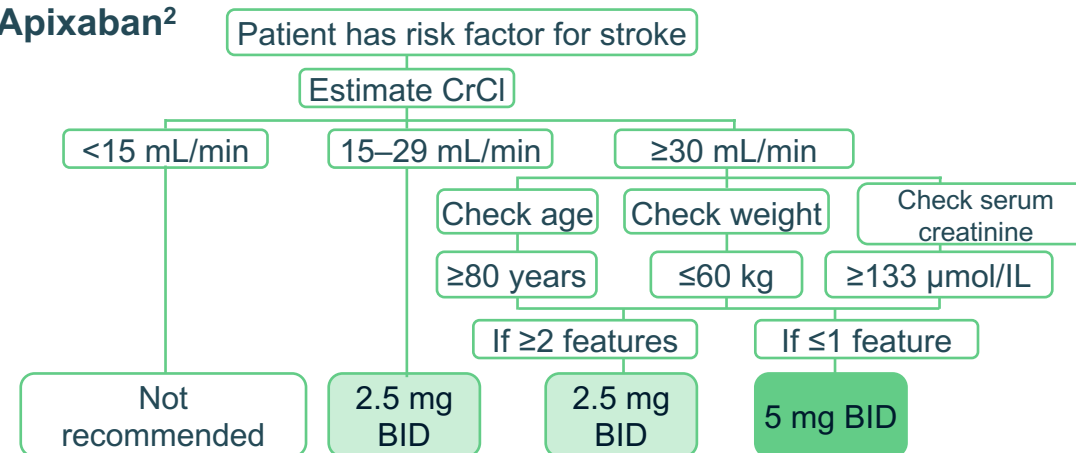 Apixaban²
Patient has risk factor for stroke
Estimate CrCl
<15 mL/min
15–29 mL/min
≥30 mL/min
Check age
Check weight
Check serum
creatinine
≥80 years
≤60 kg
≥133 µmol/IL
If ≥2 features
If ≤1 feature
Not
recommended
2.5 mg
BID
2.5 mg
BID
5 mg BID